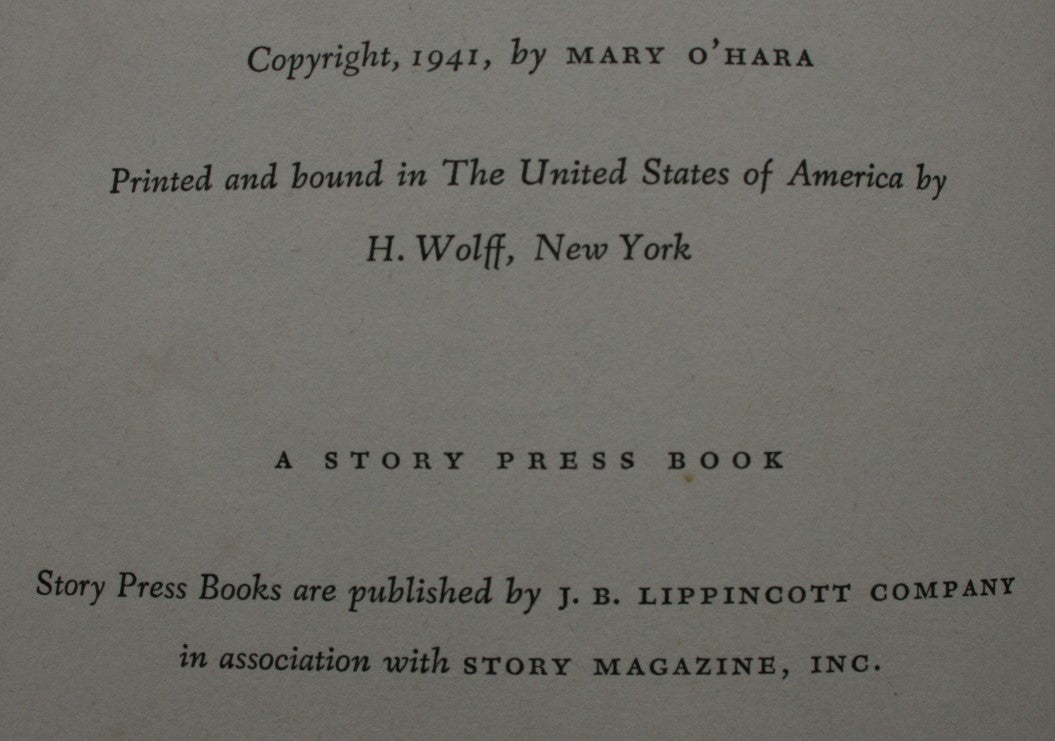 Copyright, 1941, by MARY O'HARA
Printed and bound in The United States of America by
H. Wolff, New York
A STORY PRESS BOOK
Story Press Books are published by J. B. LIPPINCOTT COMPANY
in association with STORY MAGAZINE, INC.